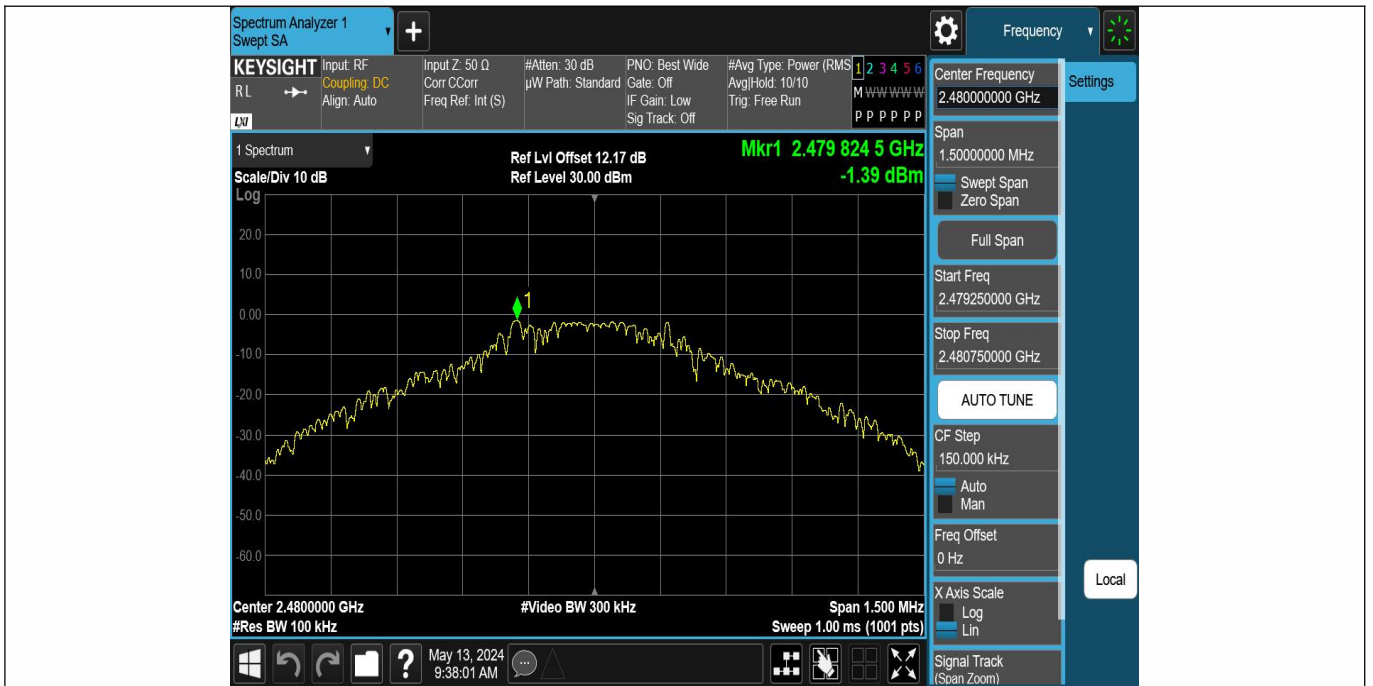 Spectrum Analyzer 1
Swept SA
+
Frequency
KEYSIGHT
RL
LXI
Input: RF
Coupling: DC
Align: Auto
Input Z: 50 Ω
Corr CCorr
Freq Ref: Int (S)
#Atten: 30 dB
µW Path: Standard
PNO: Best Wide
Gate: Off
IF Gain: Low
Sig Track: Off
#Avg Type: Power (RMS
Avg|Hold: 10/10
Trig: Free Run
1 2 3 4 5 6
M W W W W W
P P P P P P
1 Spectrum
Scale/Div 10 dB
Log
Ref Lvl Offset 12.17 dB
Ref Level 30.00 dBm
Mkr1 2.479 824 5 GHz
-1.39 dBm
20.0
10.0
0.00
-10.0
-20.0
-30.0
-40.0
-50.0
-60.0
1
Center 2.4800000 GHz
#Res BW 100 kHz
#Video BW 300 kHz
Span 1.500 MHz
Sweep 1.00 ms (1001 pts)
Center Frequency
2.480000000 GHz
Settings
Span
1.50000000 MHz
Swept Span
Zero Span
Full Span
Start Freq
2.479250000 GHz
Stop Freq
2.480750000 GHz
AUTO TUNE
CF Step
150.000 kHz
Auto
Man
Freq Offset
0 Hz
Local
X Axis Scale
Log
Lin
Signal Track
(Span Zoom)
?
May 13, 2024
9:38:01 AM